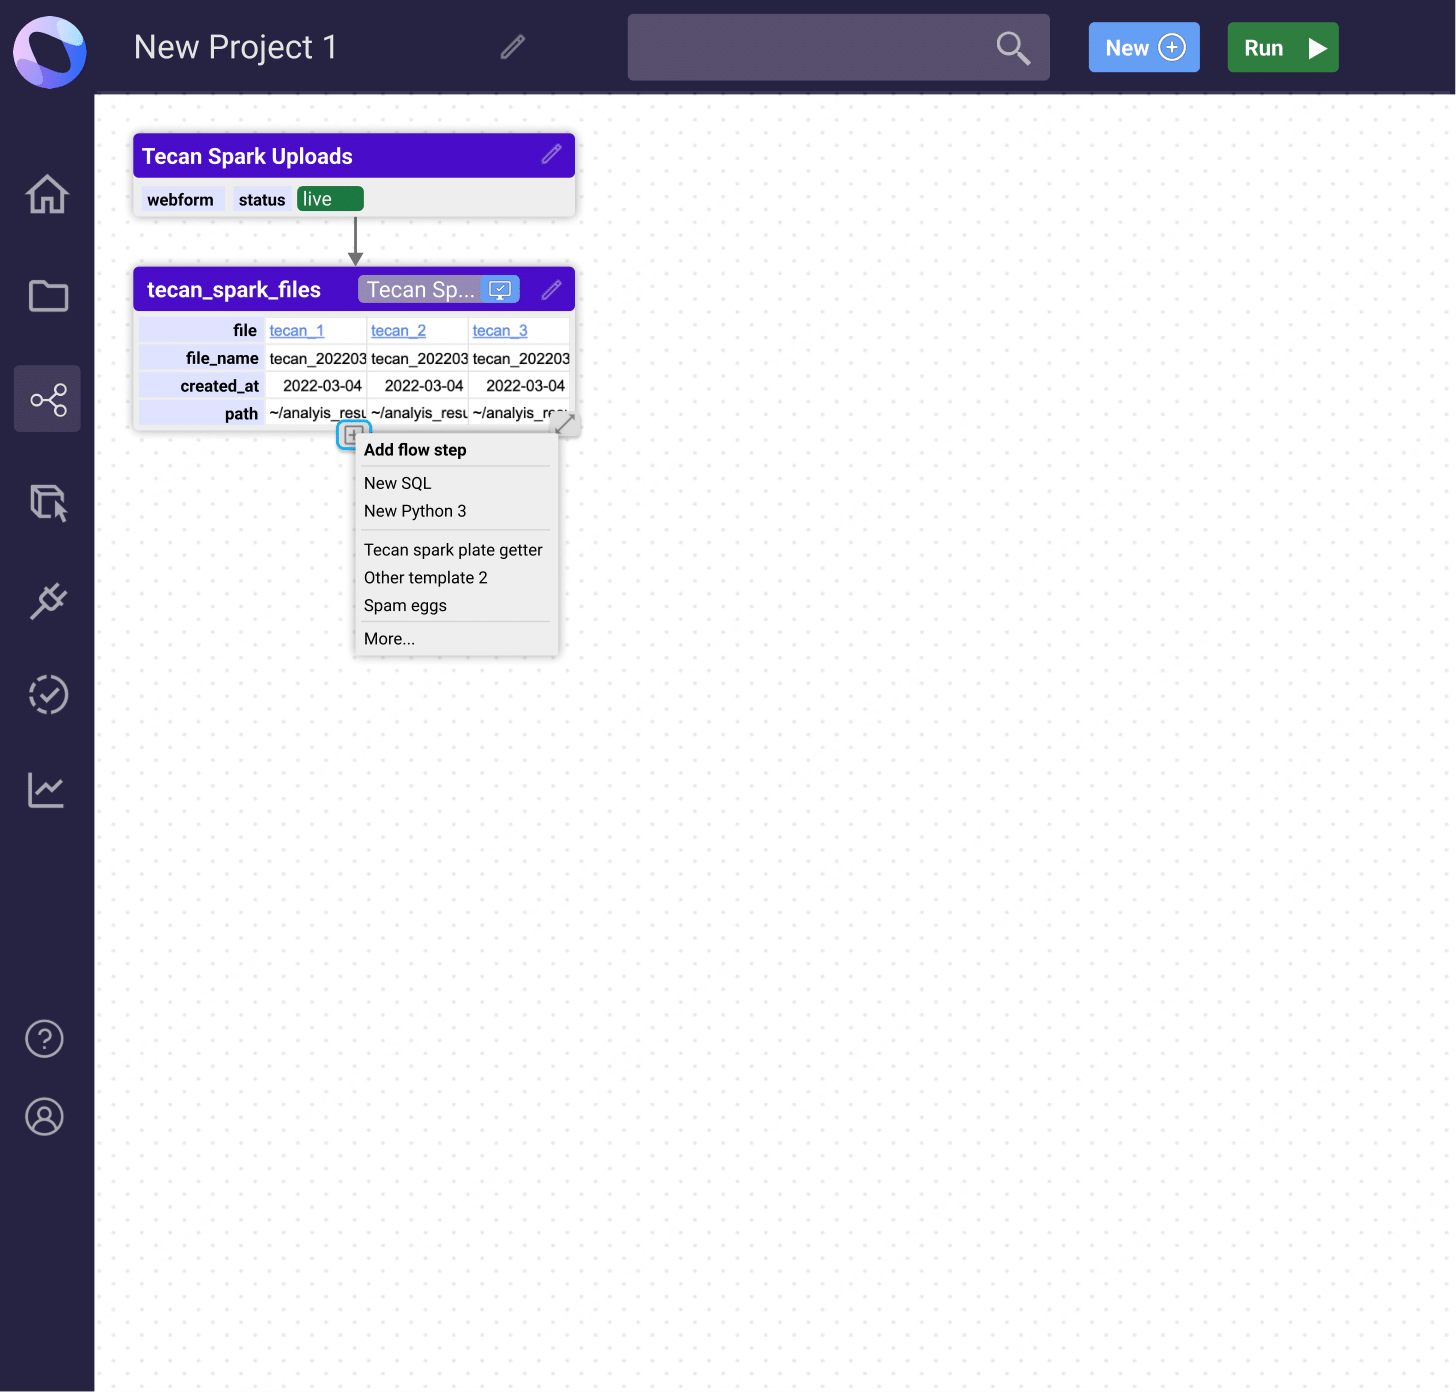 New Project 1
New
Run
Tecan Spark Uploads
webform status live
tecan_spark_files Tecan Sp...
file tecan_1 tecan_2 tecan_3
file_name tecan_202203 tecan_202203 tecan_202203
created_at 2022-03-04 2022-03-04 2022-03-04
path ~/analyis_resu ~/analyis_resu ~/analyis_resu
Add flow step
New SQL
New Python 3
Tecan spark plate getter
Other template 2
Spam eggs
More...